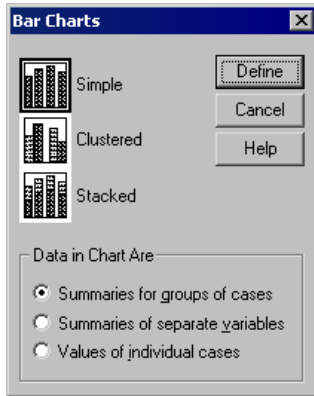 Bar Charts
Simple
Clustered
Stacked
Define
Cancel
Help
Data in Chart Are
Summaries for groups of cases
Summaries of separate variables
Values of individual cases